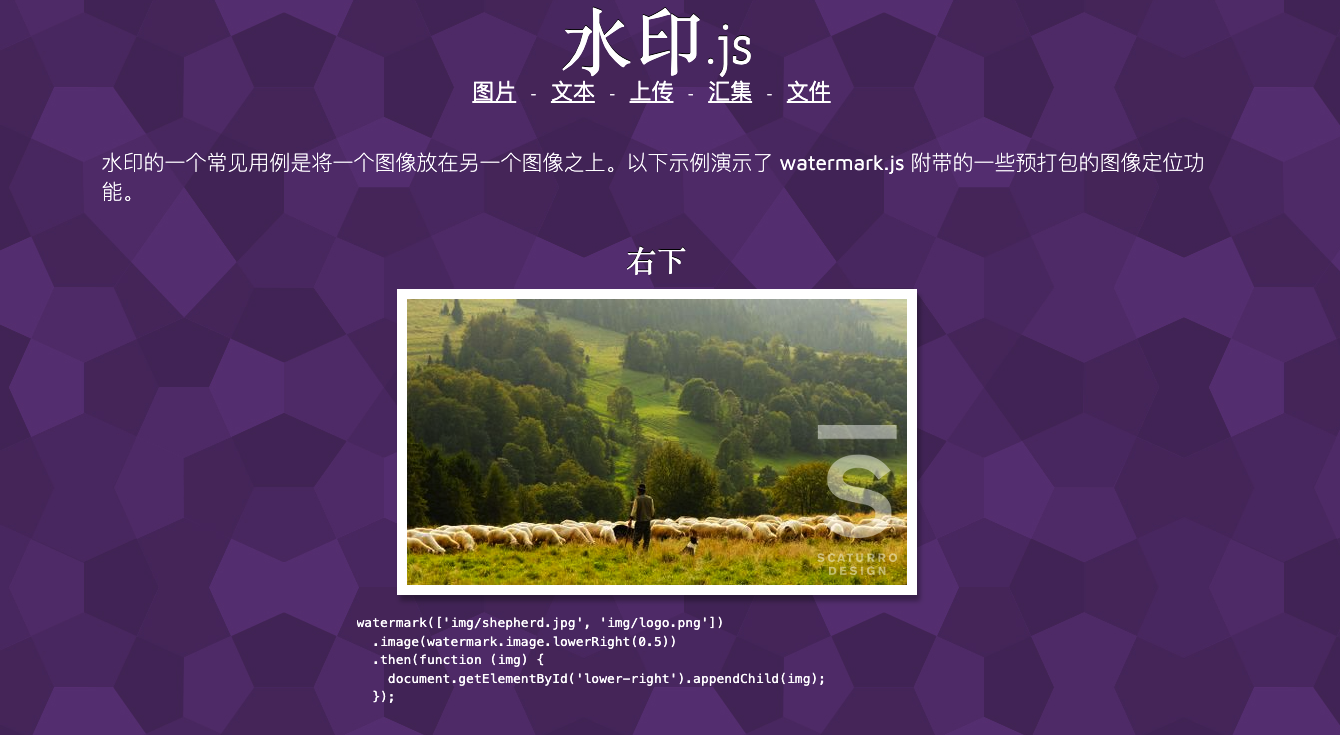 水印.js
图片 - 文本 - 上传 - 汇集 - 文件
水印的一个常见用例是将一个图像放在另一个图像之上。以下示例演示了 watermark.js 附带的一些预打包的图像定位功
能。
右下
S
SCATURRO
DESIGN
watermark(['img/shepherd.jpg', 'img/logo.png'])
  .image(watermark.image.lowerRight(0.5))
  .then(function (img) {
    document.getElementById('lower-right').appendChild(img);
  });